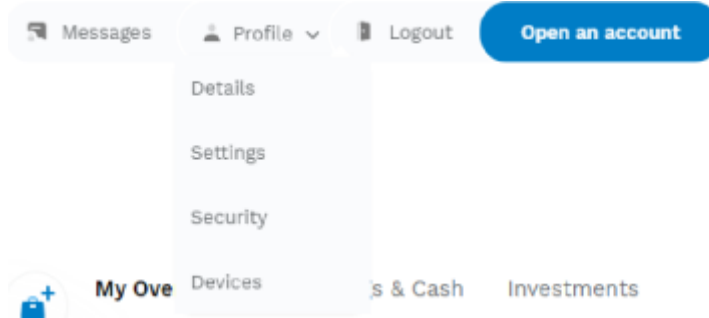 Messages Profile Logout Open an account
Details
Settings
Security
Devices
My Ove s & Cash Investments